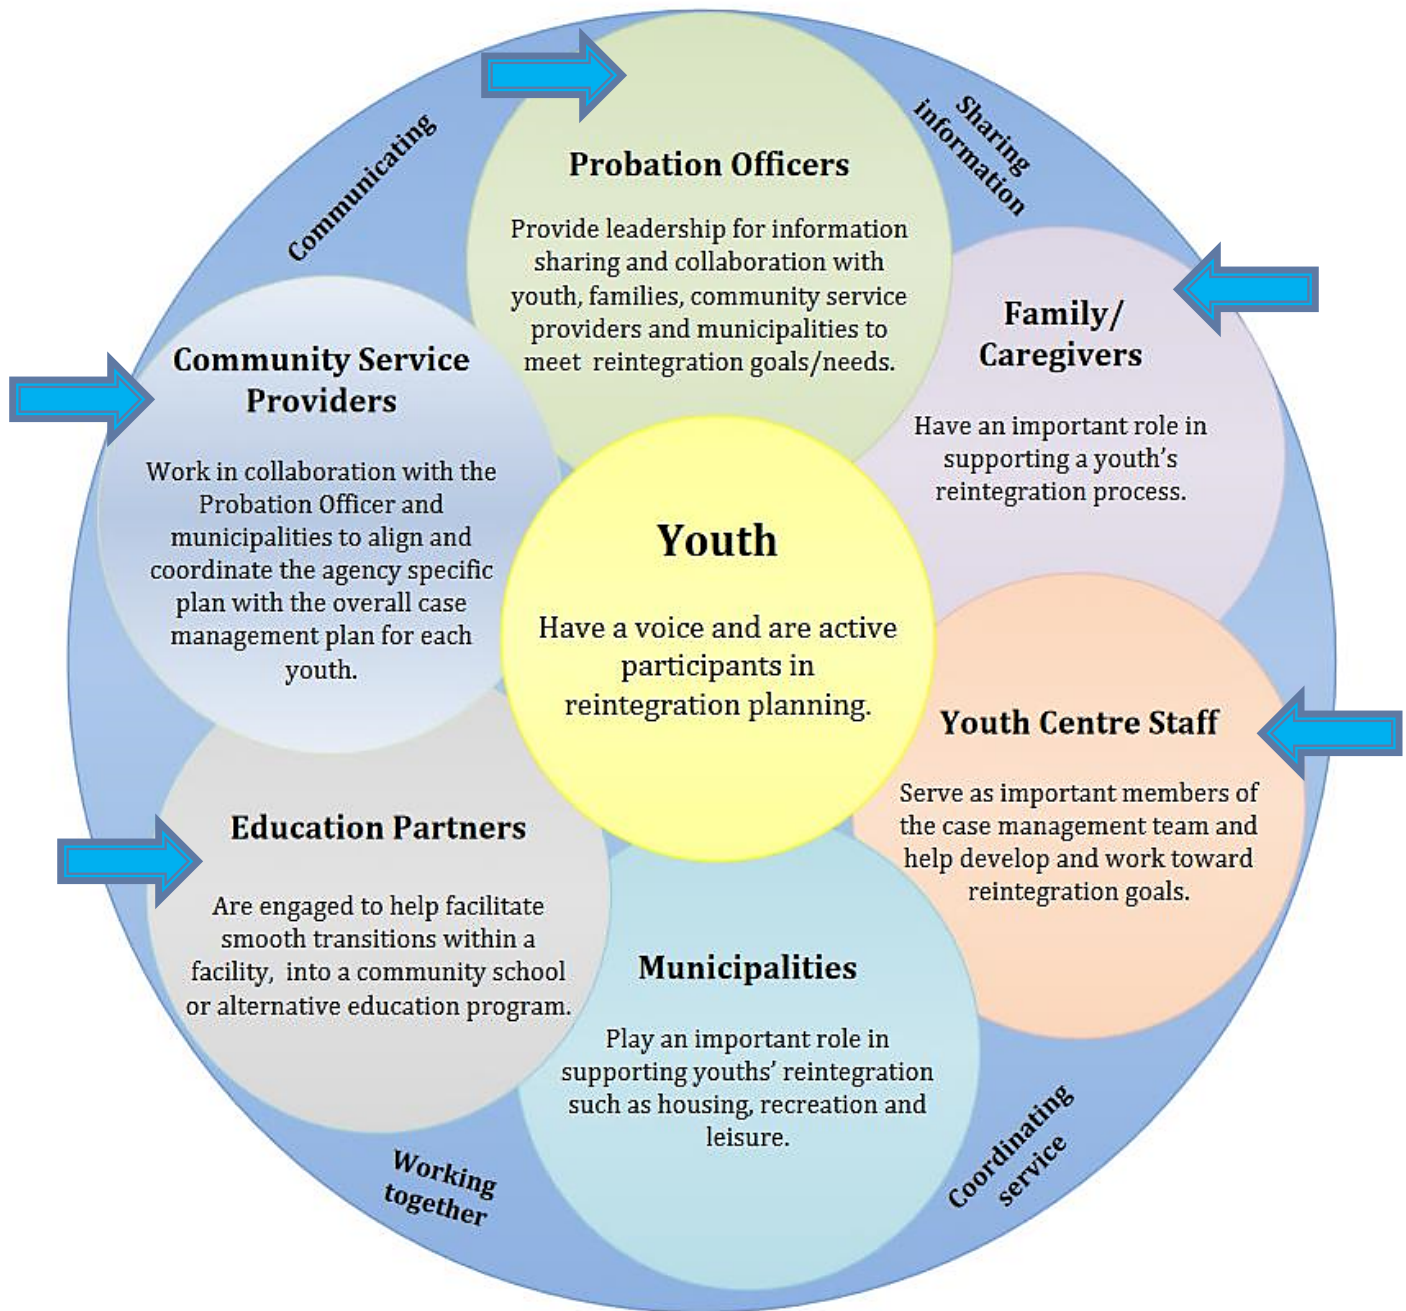 Communicating
Sharing
information
Probation Officers
Provide leadership for information
sharing and collaboration with
youth, families, community service
providers and municipalities to
meet reintegration goals/needs.
Family/
Caregivers
Have an important role in
supporting a youth's
reintegration process.
Community Service
Providers
Work in collaboration with the
Probation Officer and
municipalities to align and
coordinate the agency specific
plan with the overall case
management plan for each
youth.
Youth
Have a voice and are active
participants in
reintegration planning.
Youth Centre Staff
Serve as important members of
the case management team and
help develop and work toward
reintegration goals.
Education Partners
Are engaged to help facilitate
smooth transitions within a
facility, into a community school
or alternative education program.
Municipalities
Play an important role in
supporting youths' reintegration
such as housing, recreation and
leisure.
Working
together
Coordinating
service